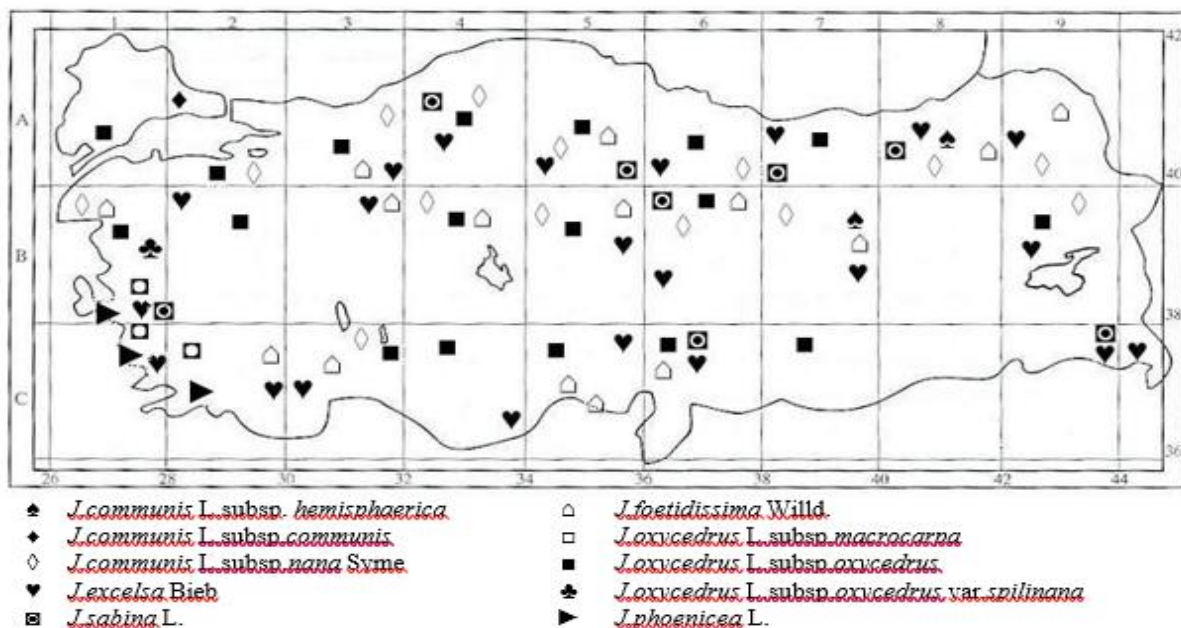 1 2 3 4 5 6 7 8 9
42
A
40
B
38
C
36
26 28 30 32 34 36 38 40 42 44
♠ J.communis L.subsp. hemisphaerica
⬥ J.communis L.subsp.communis
◊ J.communis L.subsp.nana Syme
♥ J.excelsa Bieb
◙ J.sabina L.
⌂ J.foetidissima Willd.
□ J.oxycedrus L.subsp.macrocarpa
■ J.oxycedrus L.subsp.oxycedrus
♣ J.oxycedrus L.subsp.oxycedrus var.spilinana
► J.phoenicea L.